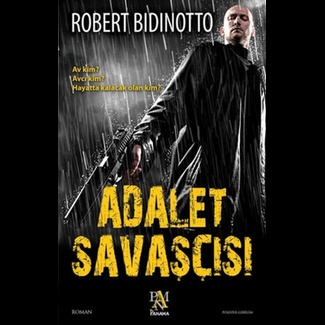 ROBERT BIDINOTTO
Av kim?
Avcı kim?
Hayatta kalacak olan kim?
ADALET
SAVAŞÇISI
PANAMA
ROMAN